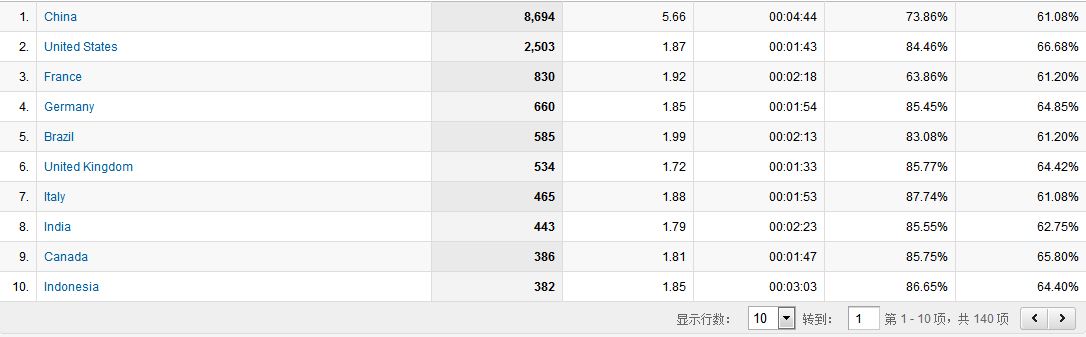 1. China 8,694 5.66 00:04:44 73.86% 61.08%
2. United States 2,503 1.87 00:01:43 84.46% 66.68%
3. France 830 1.92 00:02:18 63.86% 61.20%
4. Germany 660 1.85 00:01:54 85.45% 64.85%
5. Brazil 585 1.99 00:02:13 83.08% 61.20%
6. United Kingdom 534 1.72 00:01:33 85.77% 64.42%
7. Italy 465 1.88 00:01:53 87.74% 61.08%
8. India 443 1.79 00:02:23 85.55% 62.75%
9. Canada 386 1.81 00:01:47 85.75% 65.80%
10. Indonesia 382 1.85 00:03:03 86.65% 64.40%
显示行数： 10 转到： 1 第 1 - 10 项，共 140 项